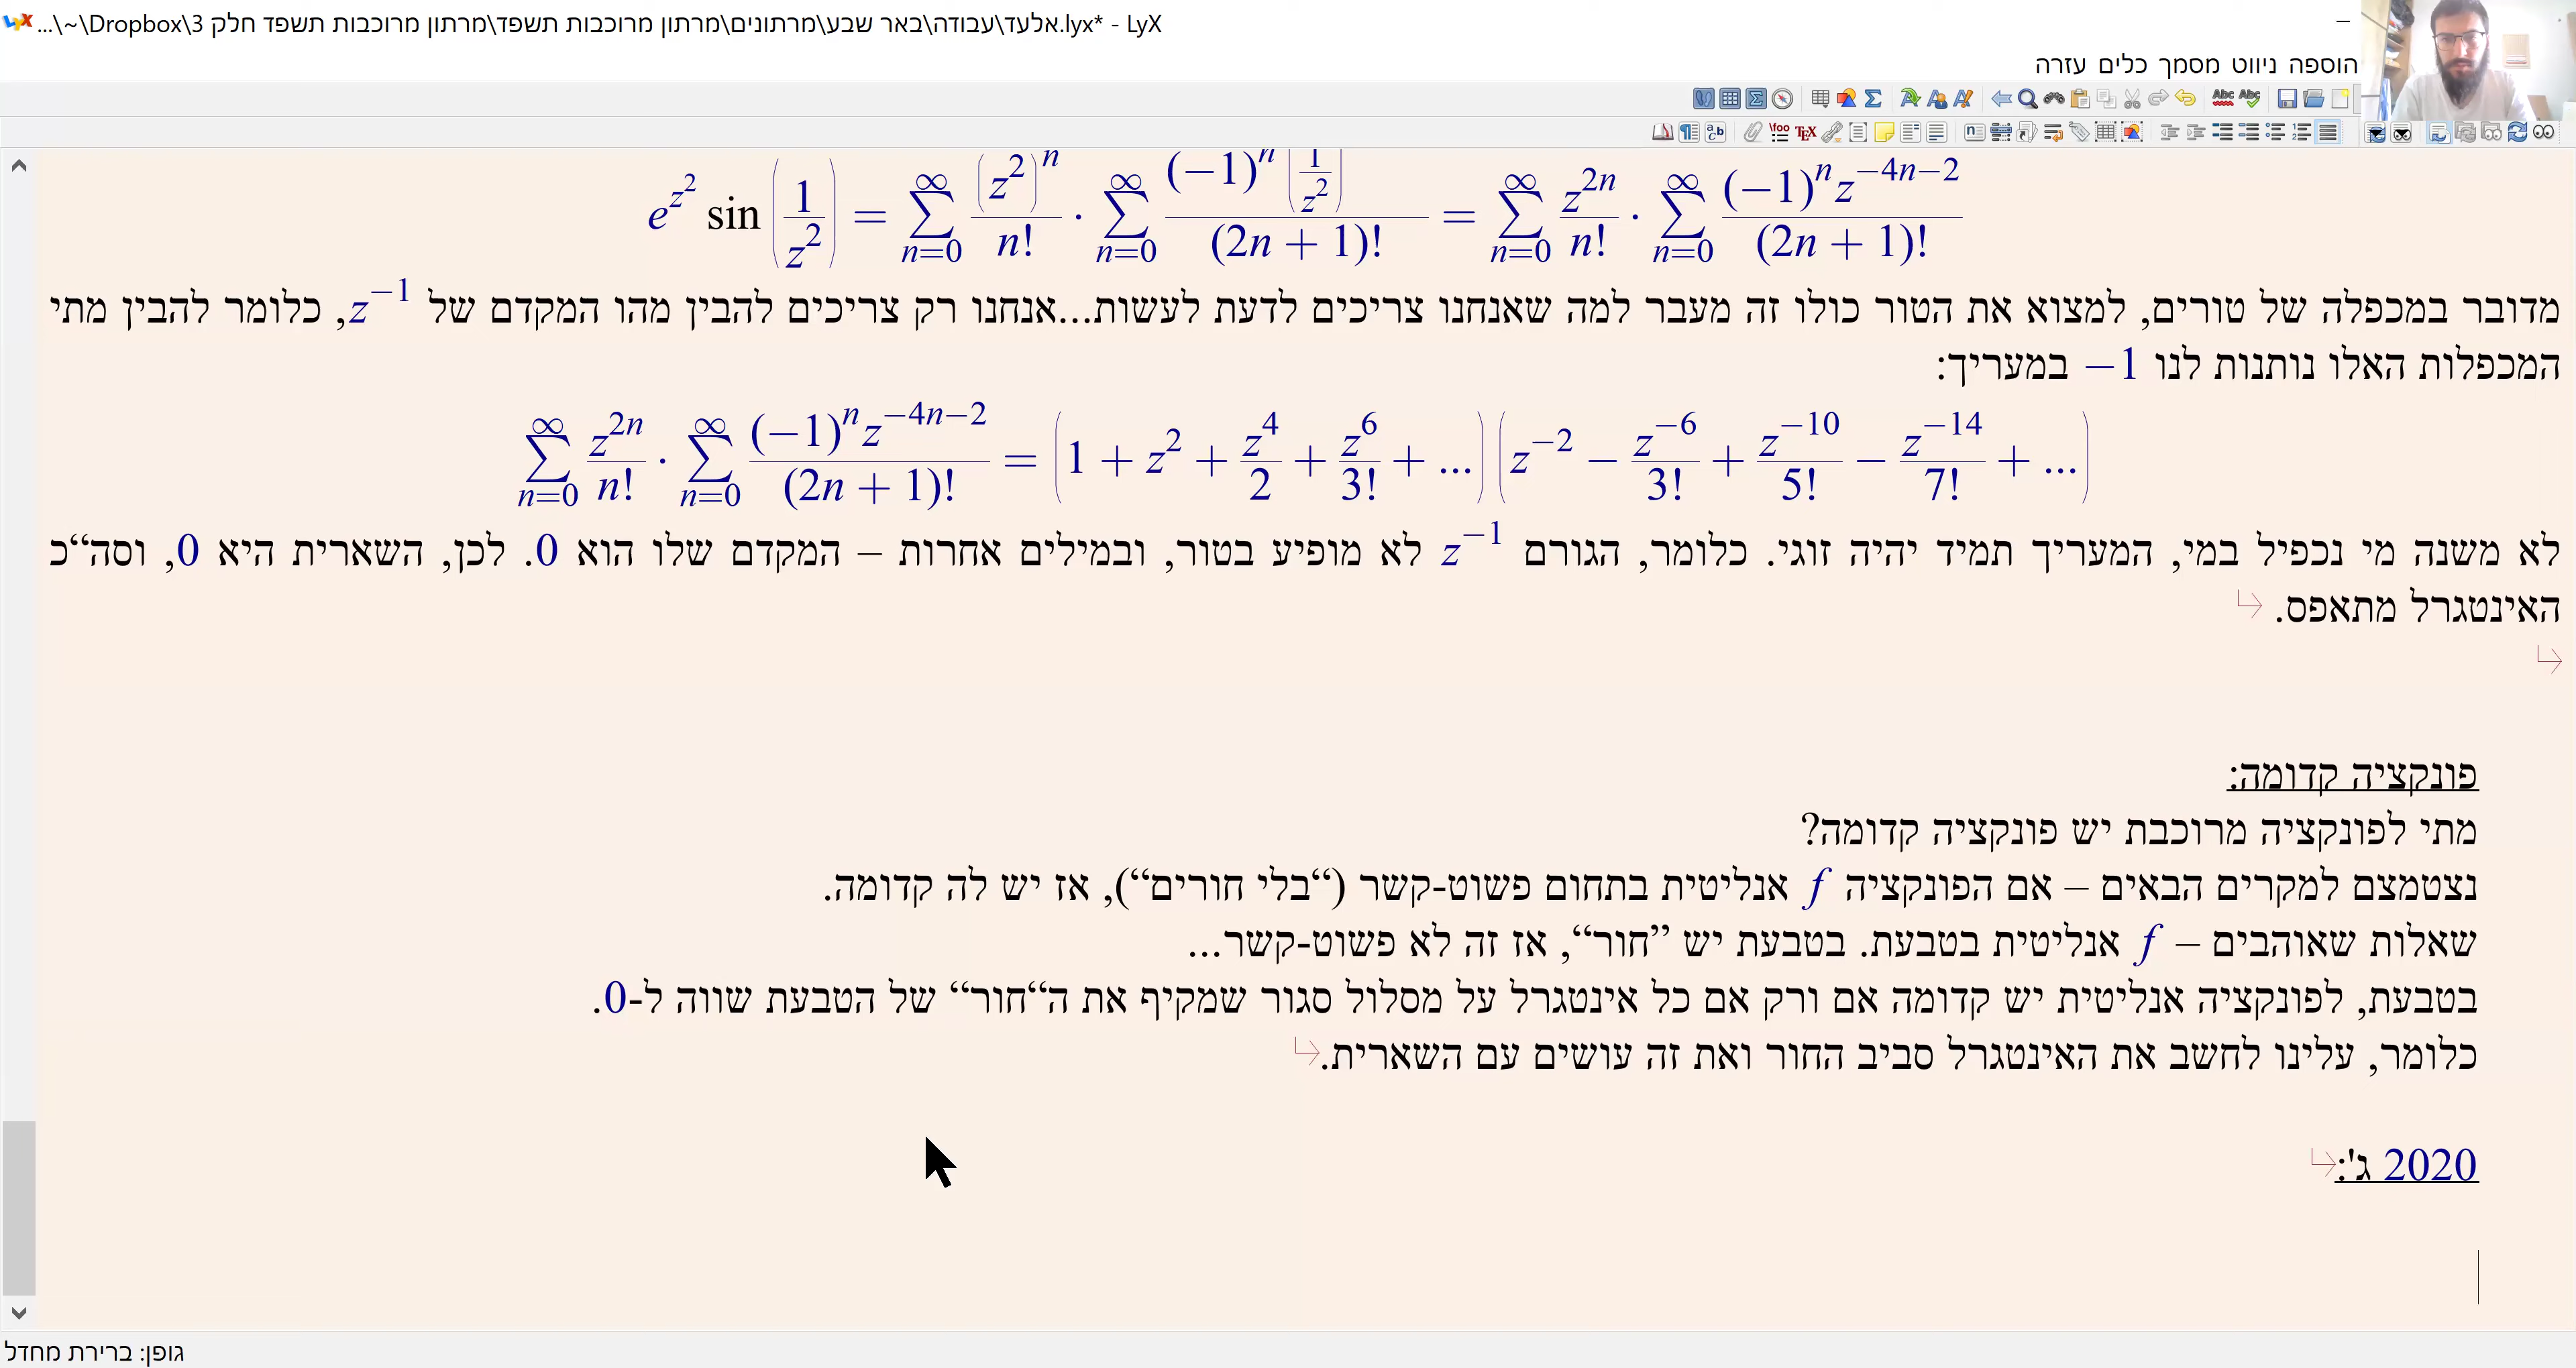 ...\~\Dropbox\אלעד\עבודה\באר שבע\מרתונים\מרתון מרוכבות תשפד\מרתון מרוכבות תשפד חלק 3.lyx* - LyX
הוספה ניווט מסמך כלים עזרה
e^{z^2} sin(1/z^2) = ∑_{n=0}^{∞} (z^2)^n/n! · ∑_{n=0}^{∞} (−1)^n (1/z^2)/(2n + 1)! = ∑_{n=0}^{∞} z^{2n}/n! · ∑_{n=0}^{∞} (−1)^n z^{−4n−2}/(2n + 1)!
מדובר במכפלה של טורים, למצוא את הטור כולו זה מעבר למה שאנחנו צריכים לדעת לעשות...אנחנו רק צריכים להבין מהו המקדם של z^{−1}, כלומר להבין מתי
המכפלות האלו נותנות לנו −1 במעריך:
∑_{n=0}^{∞} z^{2n}/n! · ∑_{n=0}^{∞} (−1)^n z^{−4n−2}/(2n + 1)! = (1 + z^2 + z^4/2 + z^6/3! + ...)(z^{−2} − z^{−6}/3! + z^{−10}/5! − z^{−14}/7! + ...)
לא משנה מי נכפיל במי, המעריך תמיד יהיה זוגי. כלומר, הגורם z^{−1} לא מופיע בטור, ובמילים אחרות – המקדם שלו הוא 0. לכן, השארית היא 0, וסה“כ
האינטגרל מתאפס.
פונקציה קדומה:
מתי לפונקציה מרוכבת יש פונקציה קדומה?
נצטמצם למקרים הבאים – אם הפונקציה f אנליטית בתחום פשוט-קשר (“בלי חורים“), אז יש לה קדומה.
שאלות שאוהבים – f אנליטית בטבעת. בטבעת יש ”חור“, אז זה לא פשוט-קשר...
בטבעת, לפונקציה אנליטית יש קדומה אם ורק אם כל אינטגרל על מסלול סגור שמקיף את ה“חור“ של הטבעת שווה ל-0.
כלומר, עלינו לחשב את האינטגרל סביב החור ואת זה עושים עם השארית.
2020 ג':
גופן: ברירת מחדל